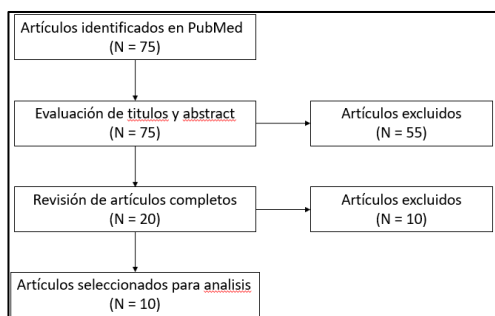 Artículos identificados en PubMed
(N = 75)
Evaluación de titulos y abstract
(N = 75)
Artículos excluidos
(N = 55)
Revisión de artículos completos
(N = 20)
Artículos excluidos
(N = 10)
Artículos seleccionados para analisis
(N = 10)